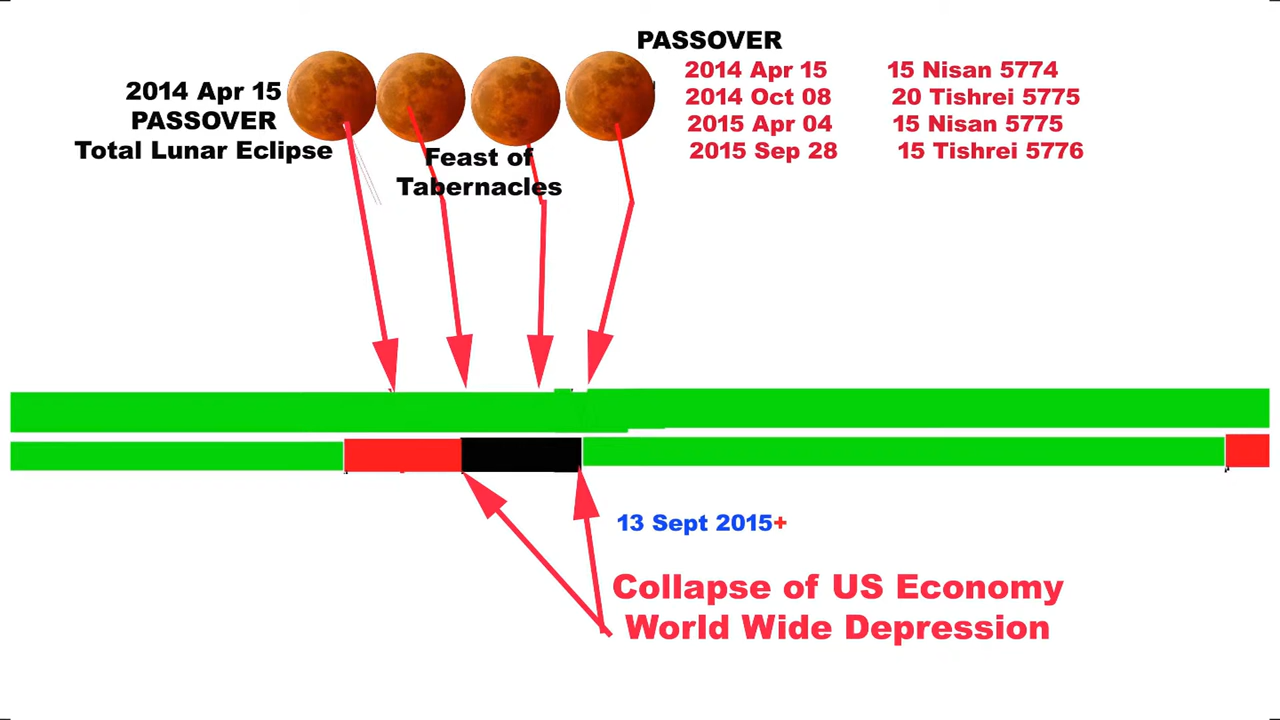 2014 Apr 15
PASSOVER
Total Lunar Eclipse
Feast of
Tabernacles
PASSOVER
2014 Apr 15 15 Nisan 5774
2014 Oct 08 20 Tishrei 5775
2015 Apr 04 15 Nisan 5775
2015 Sep 28 15 Tishrei 5776
13 Sept 2015+
Collapse of US Economy
World Wide Depression